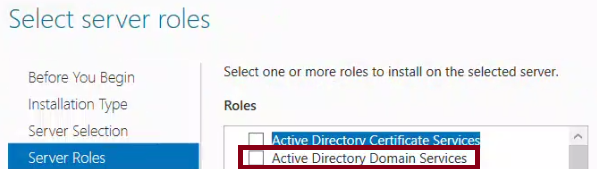 Select server roles
Before You Begin
Installation Type
Server Selection
Server Roles
Select one or more roles to install on the selected server.
Roles
Active Directory Certificate Services
Active Directory Domain Services